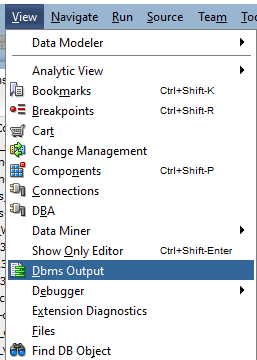 View Navigate Run Source Team
Data Modeler
Analytic View
Bookmarks Ctrl+Shift-K
Breakpoints Ctrl+Shift-R
Cart
Change Management
Components Ctrl+Shift-P
Connections
DBA
Data Miner
Show Only Editor Ctrl+Shift-Enter
Dbms Output
Debugger
Extension Diagnostics
Files
Find DB Object